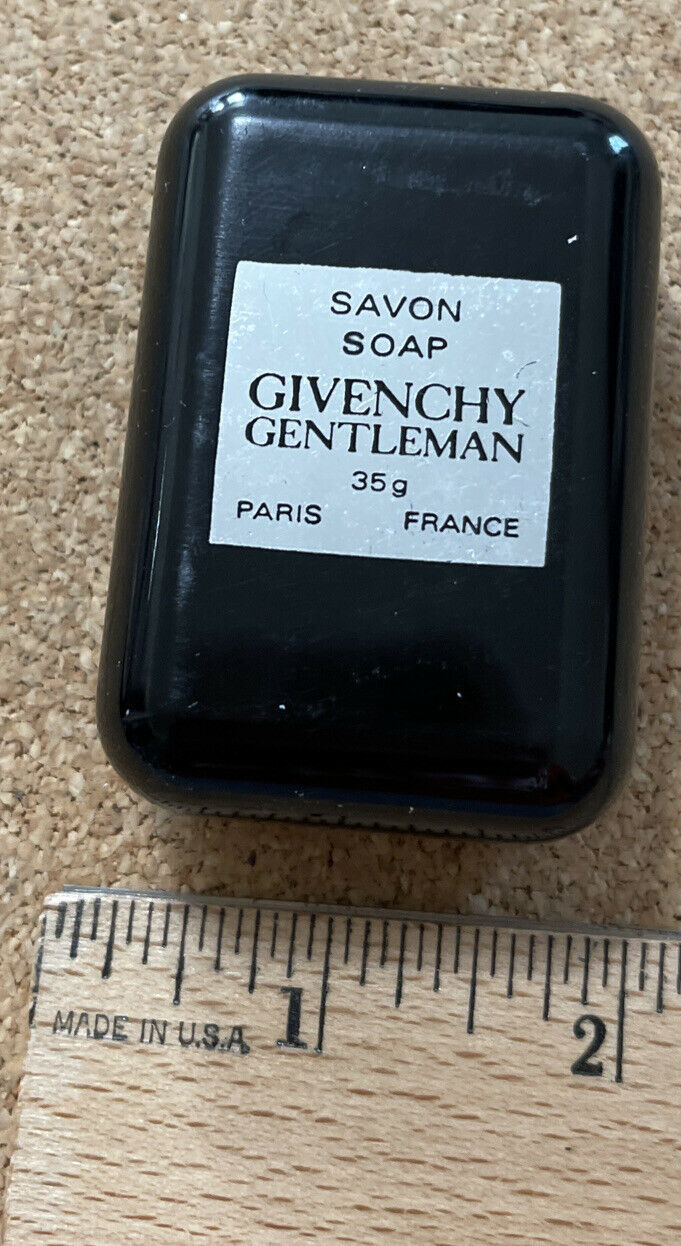 SAVON
SOAP
GIVENCHY
GENTLEMAN
35g
PARIS FRANCE
1
MADE IN U.S.A.
2